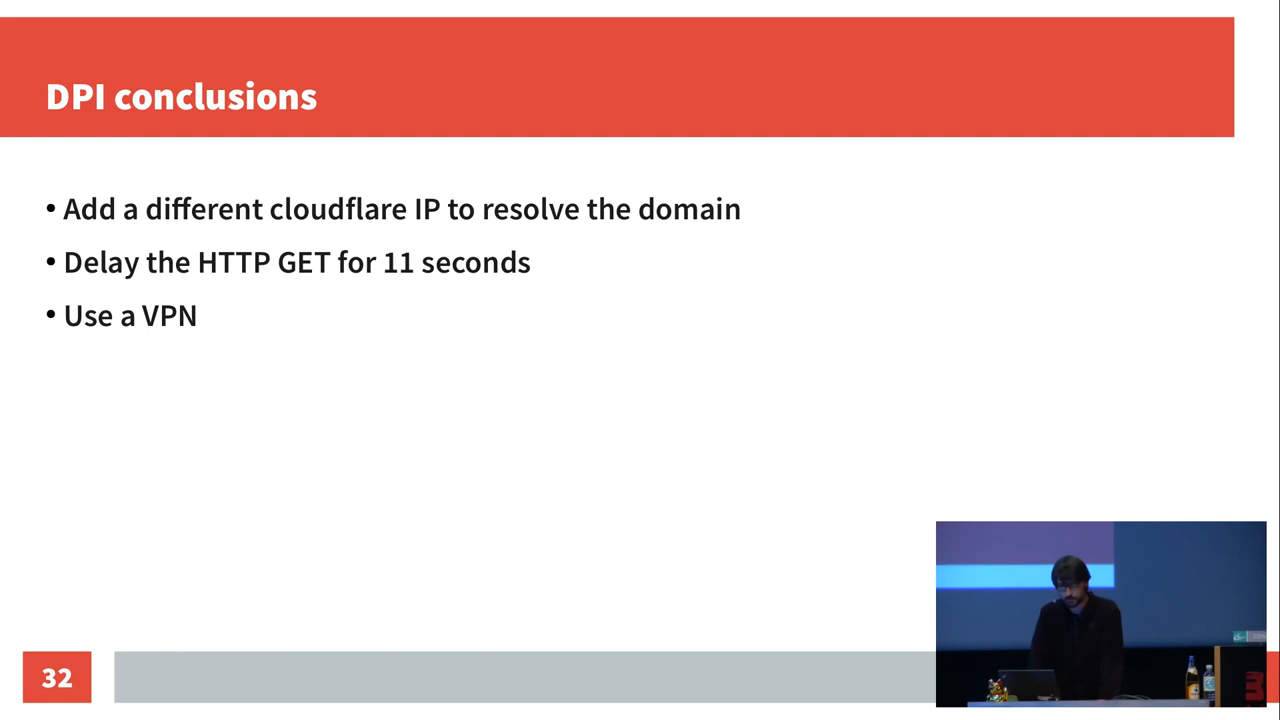 DPI conclusions
• Add a different cloudflare IP to resolve the domain
• Delay the HTTP GET for 11 seconds
• Use a VPN
32